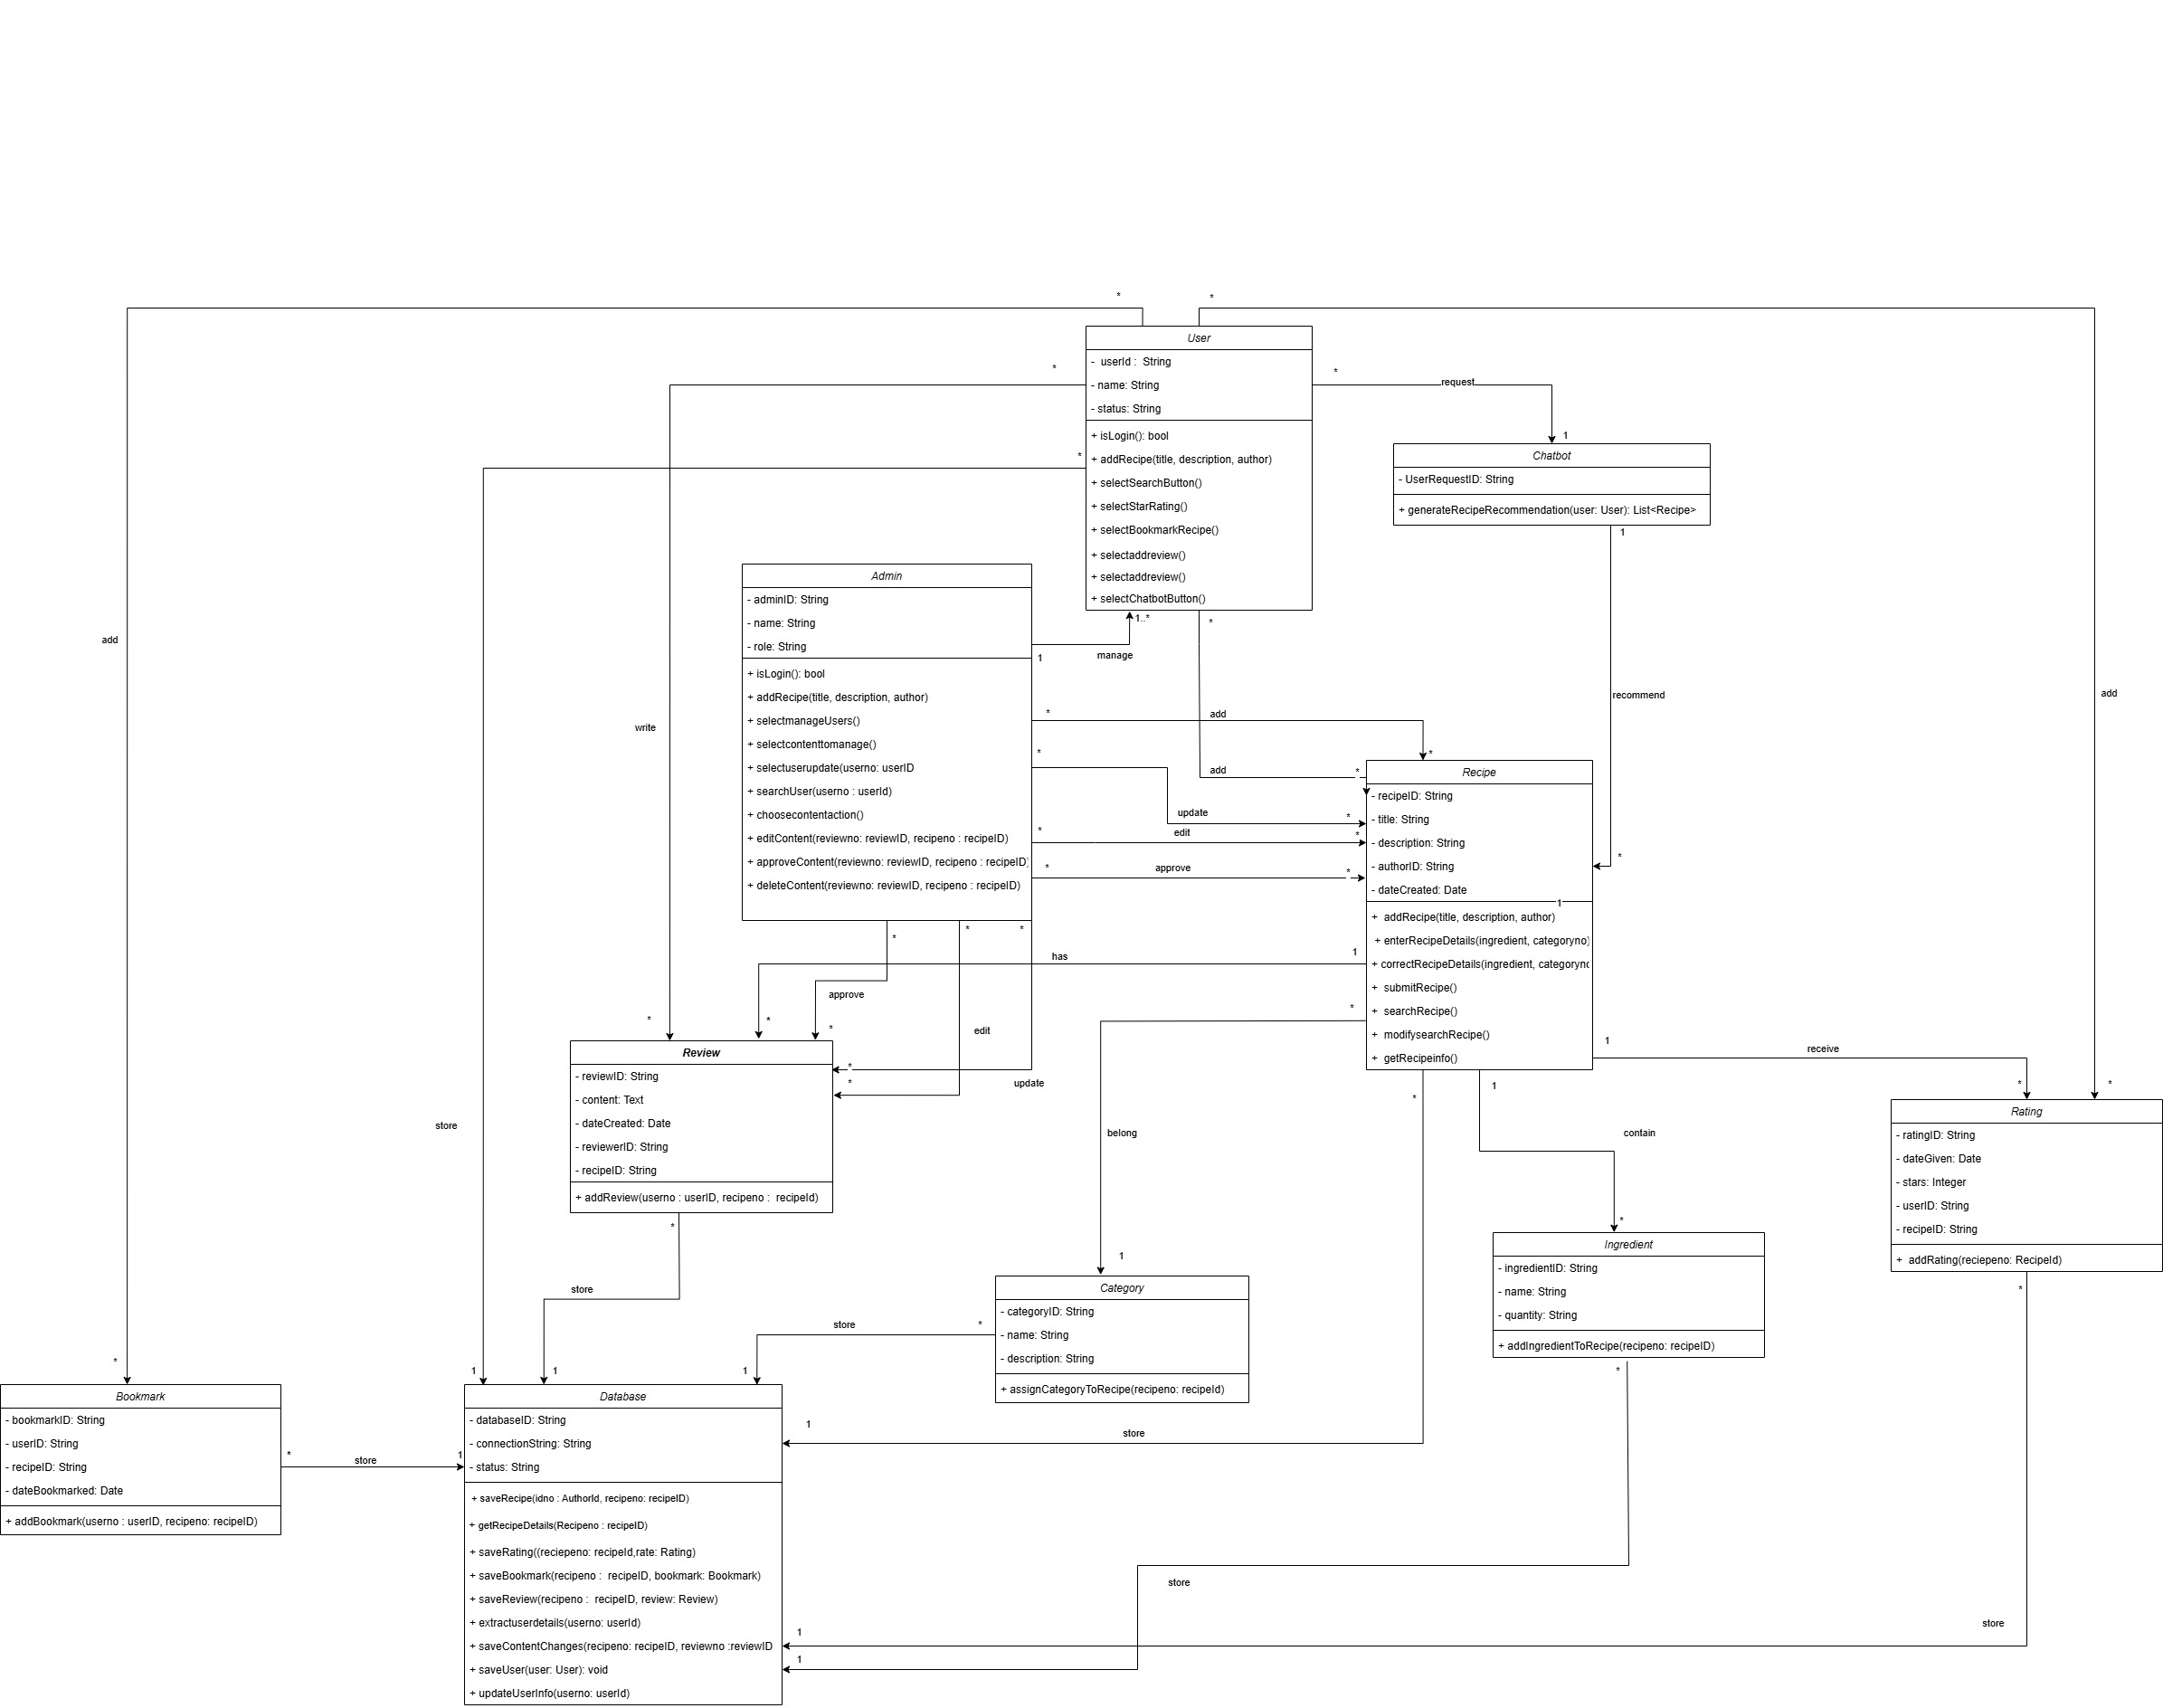 *
*
User
-  userId :  String
- name: String
- status: String
+ isLogin(): bool
+ addRecipe(title, description, author)
+ selectSearchButton()
+ selectStarRating()
+ selectBookmarkRecipe()
+ selectaddreview()
+ selectaddreview()
+ selectChatbotButton()
*
*
*
request
1
Chatbot
- UserRequestID: String
+ generateRecipeRecommendation(user: User): List<Recipe>
1
recommend
*
Admin
- adminID: String
- name: String
- role: String
+ isLogin(): bool
+ addRecipe(title, description, author)
+ selectmanageUsers()
+ selectcontenttomanage()
+ selectuserupdate(userno: userID
+ searchUser(userno : userId)
+ choosecontentaction()
+ editContent(reviewno: reviewID, recipeno : recipeID)
+ approveContent(reviewno: reviewID, recipeno : recipeID)
+ deleteContent(reviewno: reviewID, recipeno : recipeID)
1..*
1
manage
*
add
write
add
*
add
*
*
add
*
*
update
*
*
edit
*
*
approve
*
Recipe
- recipeID: String
- title: String
- description: String
- authorID: String
- dateCreated: Date
1
+  addRecipe(title, description, author)
+ enterRecipeDetails(ingredient, categoryno)
+ correctRecipeDetails(ingredient, categoryno
+  submitRecipe()
+  searchRecipe()
+  modifysearchRecipe()
+  getRecipeinfo()
*
*
*
has
1
approve
*
edit
*
*
*
*
*
update
1
receive
*
*
Review
- reviewID: String
- content: Text
- dateCreated: Date
- reviewerID: String
- recipeID: String
+ addReview(userno : userID, recipeno :  recipeId)
*
store
store
belong
1
*
1
contain
*
Rating
- ratingID: String
- dateGiven: Date
- stars: Integer
- userID: String
- recipeID: String
+  addRating(reciepeno: RecipeId)
*
Ingredient
- ingredientID: String
- name: String
- quantity: String
+ addIngredientToRecipe(recipeno: recipeID)
*
Category
- categoryID: String
- name: String
- description: String
+ assignCategoryToRecipe(recipeno: recipeId)
*
store
1
1
1
*
Bookmark
- bookmarkID: String
- userID: String
- recipeID: String
- dateBookmarked: Date
+ addBookmark(userno : userID, recipeno: recipeID)
*
store
1
Database
- databaseID: String
- connectionString: String
- status: String
+ saveRecipe(idno : AuthorId, recipeno: recipeID)
+ getRecipeDetails(Recipeno : recipeID)
+ saveRating((reciepeno: recipeId,rate: Rating)
+ saveBookmark(recipeno :  recipeID, bookmark: Bookmark)
+ saveReview(recipeno :  recipeID, review: Review)
+ extractuserdetails(userno: userId)
+ saveContentChanges(recipeno: recipeID, reviewno :reviewID
+ saveUser(user: User): void
+ updateUserInfo(userno: userId)
1
store
store
1
store
1